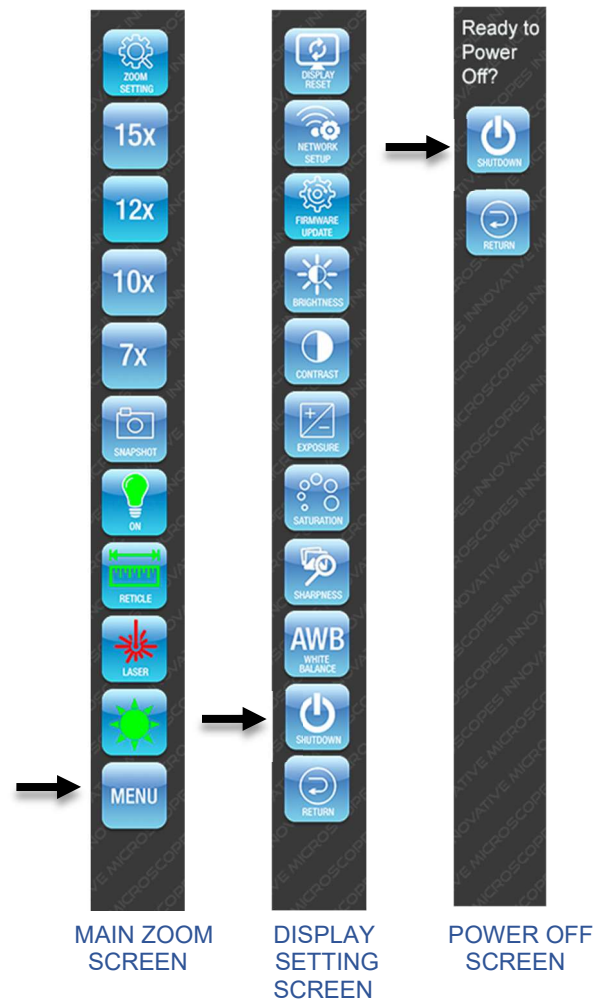 ZOOM
SETTING
15x
12x
10x
7x
SNAPSHOT
ON
RETICLE
LASER
MENU
MAIN ZOOM
SCREEN
DISPLAY
RESET
NETWORK
SETUP
FIRMWARE
UPDATE
BRIGHTNESS
CONTRAST
EXPOSURE
SATURATION
SHARPNESS
AWB
WHITE
BALANCE
SHUTDOWN
RETURN
DISPLAY
SETTING
SCREEN
Ready to
Power
Off?
SHUTDOWN
RETURN
POWER OFF
SCREEN